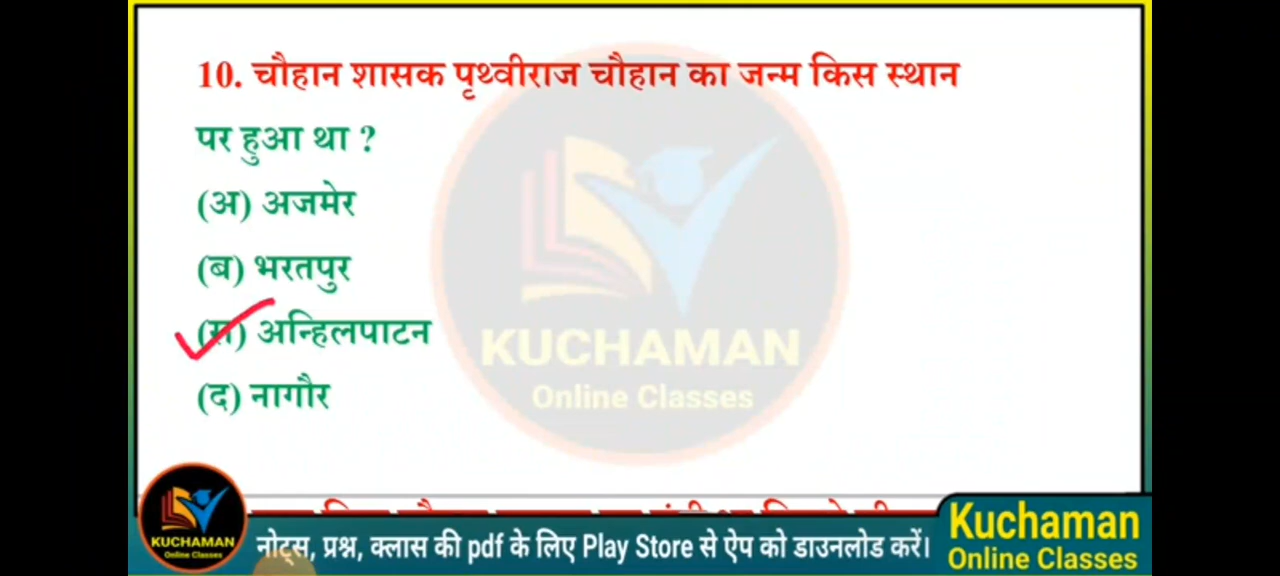 10. चौहान शासक पृथ्वीराज चौहान का जन्म किस स्थान
पर हुआ था ?
(अ) अजमेर
(ब) भरतपुर
(स) अन्हिलपाटन
(द) नागौर
KUCHAMAN
Online Classes
KUCHAMAN
Online Classes
नोट्स, प्रश्न, क्लास की pdf के लिए Play Store से ऐप को डाउनलोड करें।
Kuchaman
Online Classes